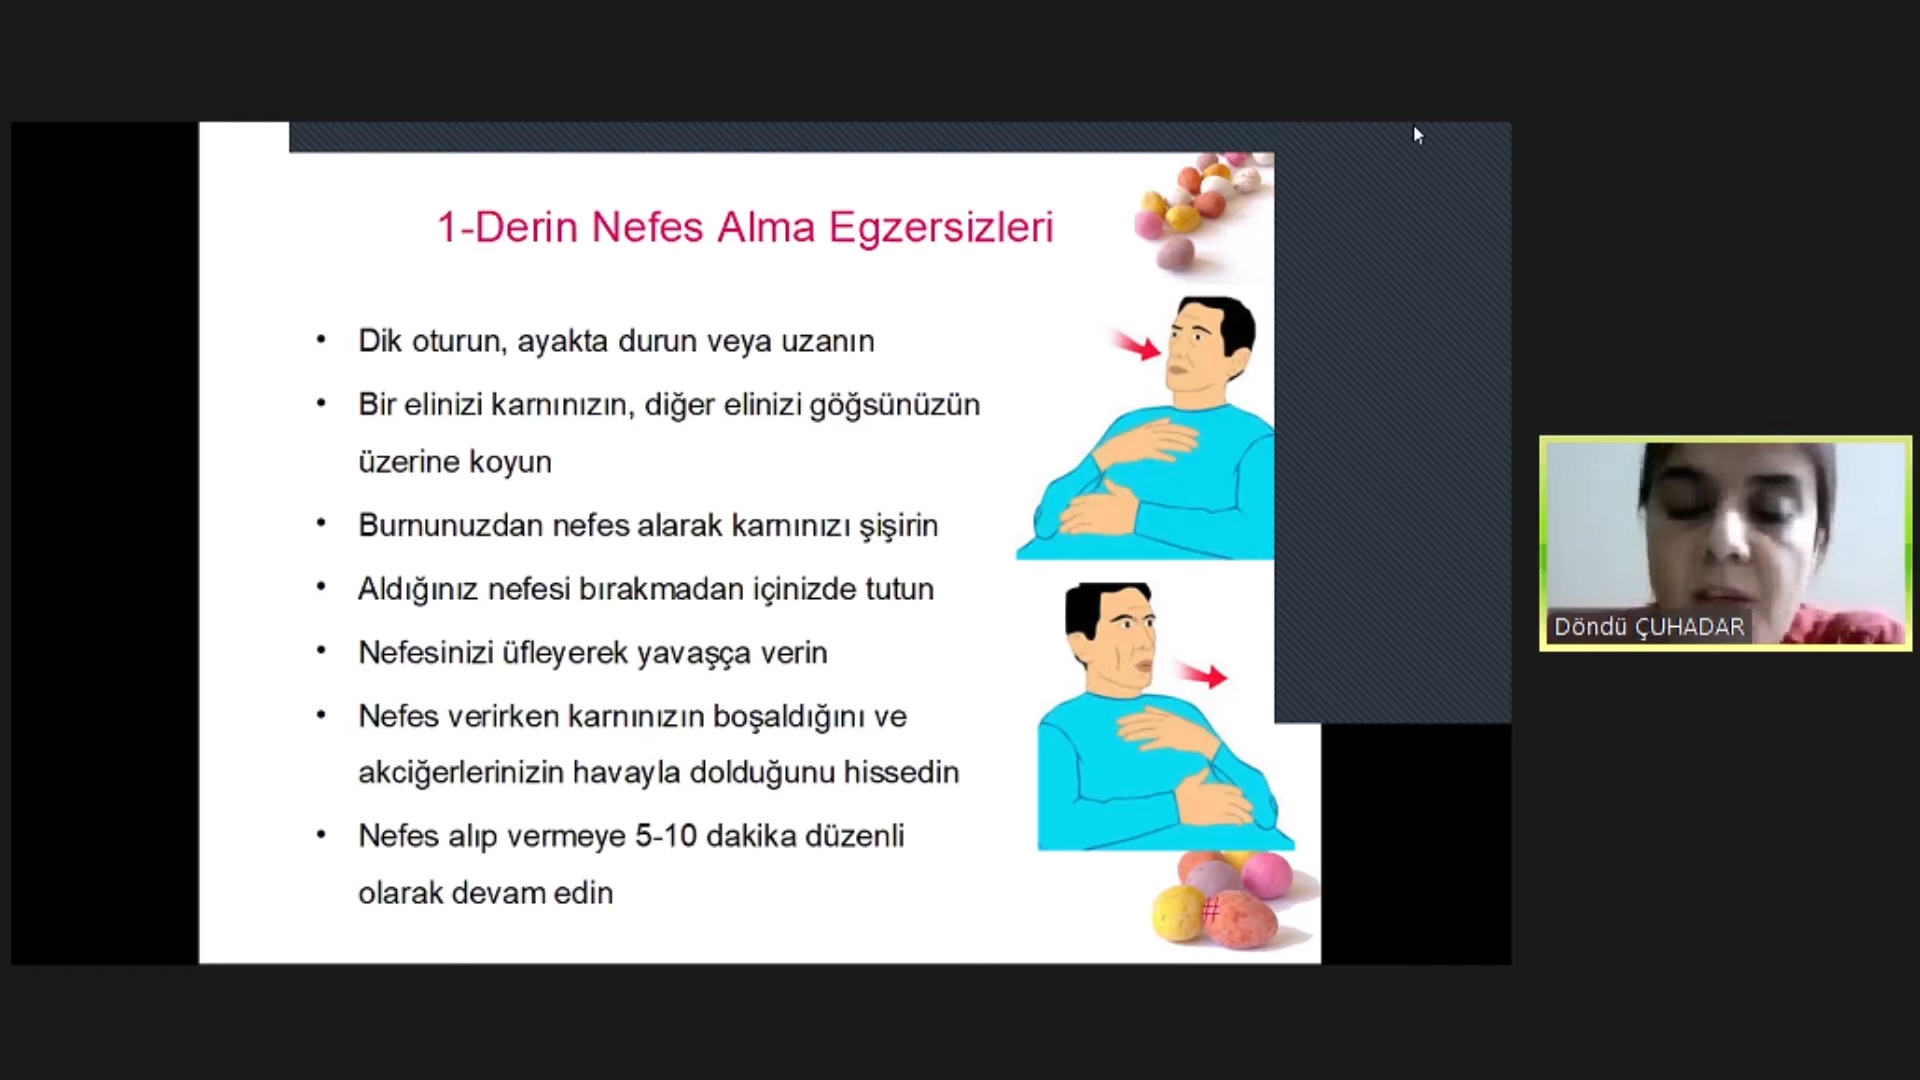 1-Derin Nefes Alma Egzersizleri
• Dik oturun, ayakta durun veya uzanın
• Bir elinizi karnınızın, diğer elinizi göğsünüzün
üzerine koyun
• Burnunuzdan nefes alarak karnınızı şişirin
• Aldığınız nefesi bırakmadan içinizde tutun
• Nefesinizi üfleyerek yavaşça verin
• Nefes verirken karnınızın boşaldığını ve
akciğerlerinizin havayla dolduğunu hissedin
• Nefes alıp vermeye 5-10 dakika düzenli
olarak devam edin
#
Döndü ÇUHADAR